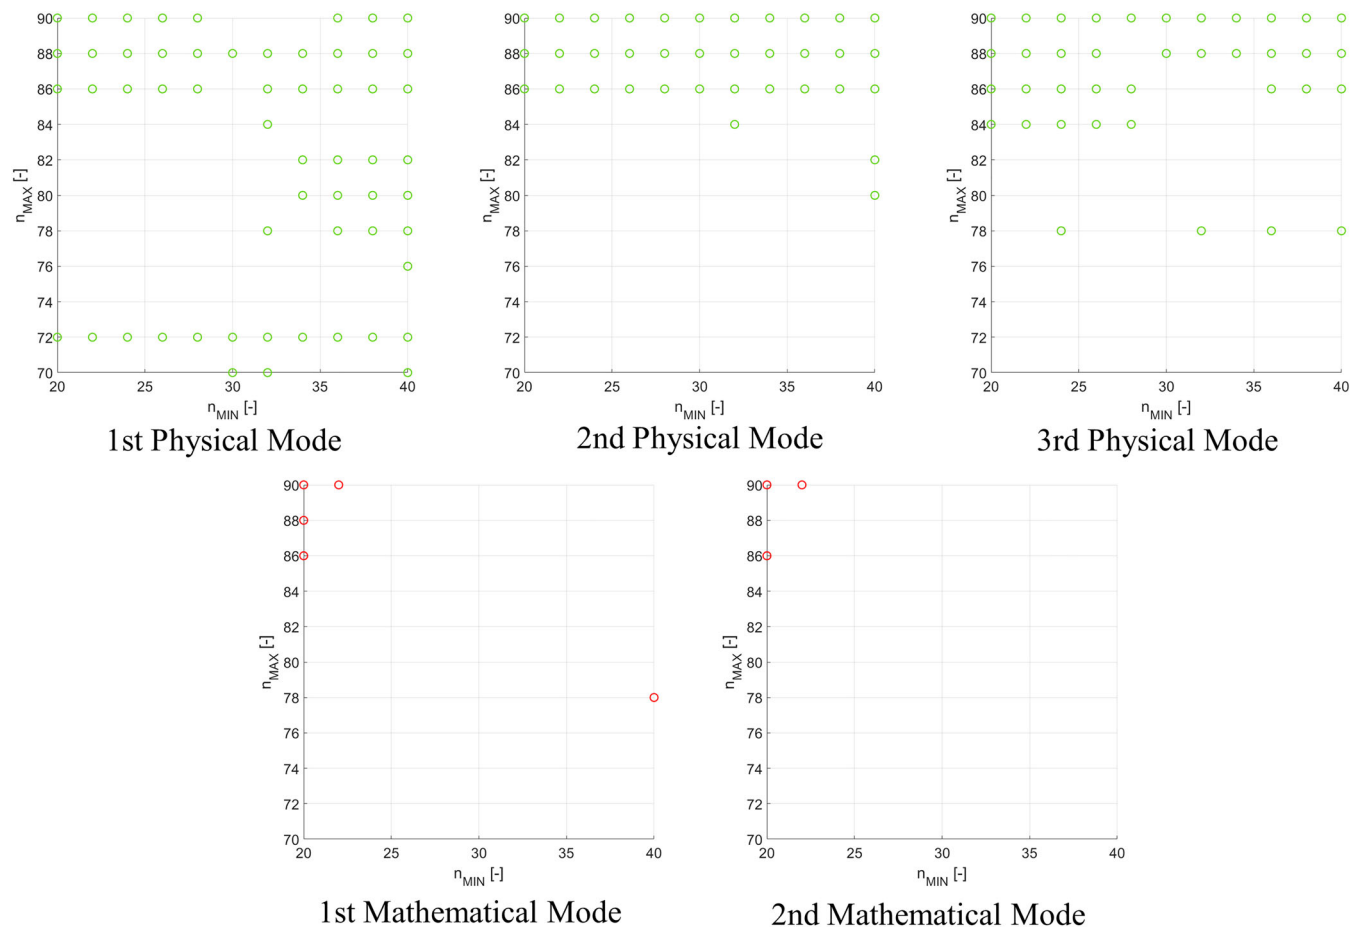 90
88
86
84
82
80
78
76
74
72
70
n_MAX [-]
20 25 30 35 40
n_MIN [-]
1st Physical Mode
90
88
86
84
82
80
78
76
74
72
70
n_MAX [-]
20 25 30 35 40
n_MIN [-]
2nd Physical Mode
90
88
86
84
82
80
78
76
74
72
70
n_MAX [-]
20 25 30 35 40
n_MIN [-]
3rd Physical Mode
90
88
86
84
82
80
78
76
74
72
70
n_MAX [-]
20 25 30 35 40
n_MIN [-]
1st Mathematical Mode
90
88
86
84
82
80
78
76
74
72
70
n_MAX [-]
20 25 30 35 40
n_MIN [-]
2nd Mathematical Mode